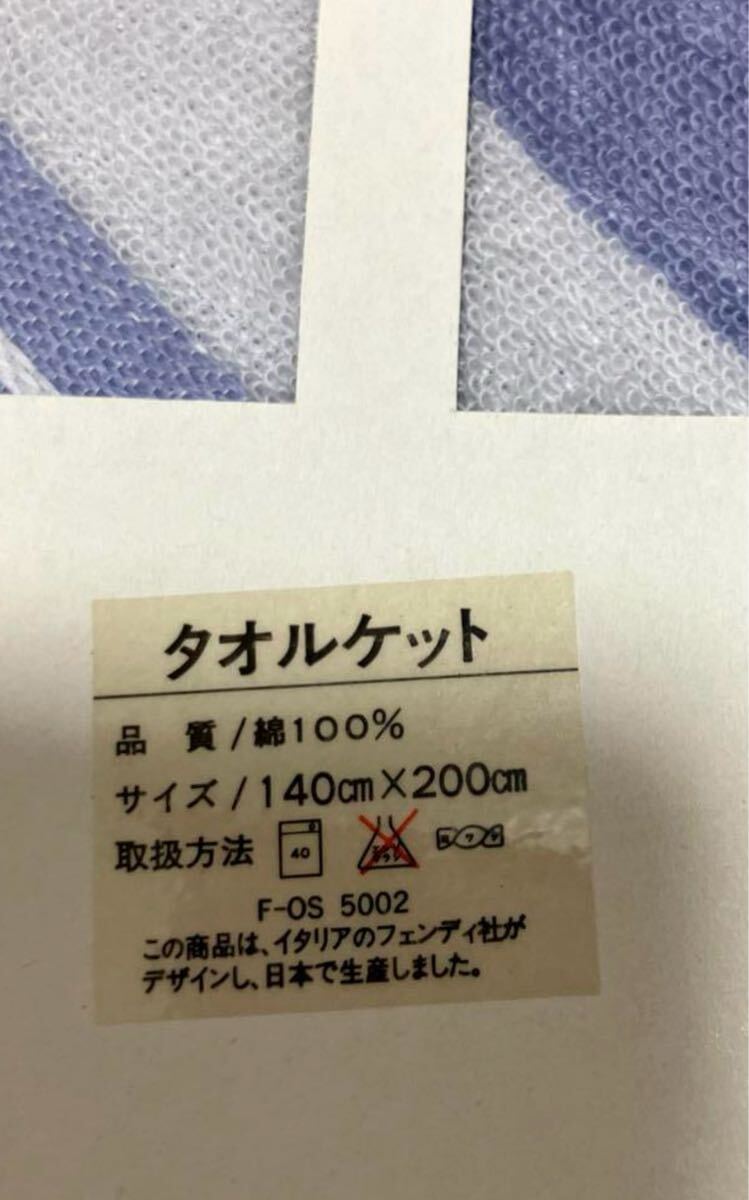 タオルケット
品 質/綿100%
サイズ/140cm×200cm
取扱方法 40
F-OS 5002
この商品は、イタリアのフェンディ社が
デザインし、日本で生産しました。